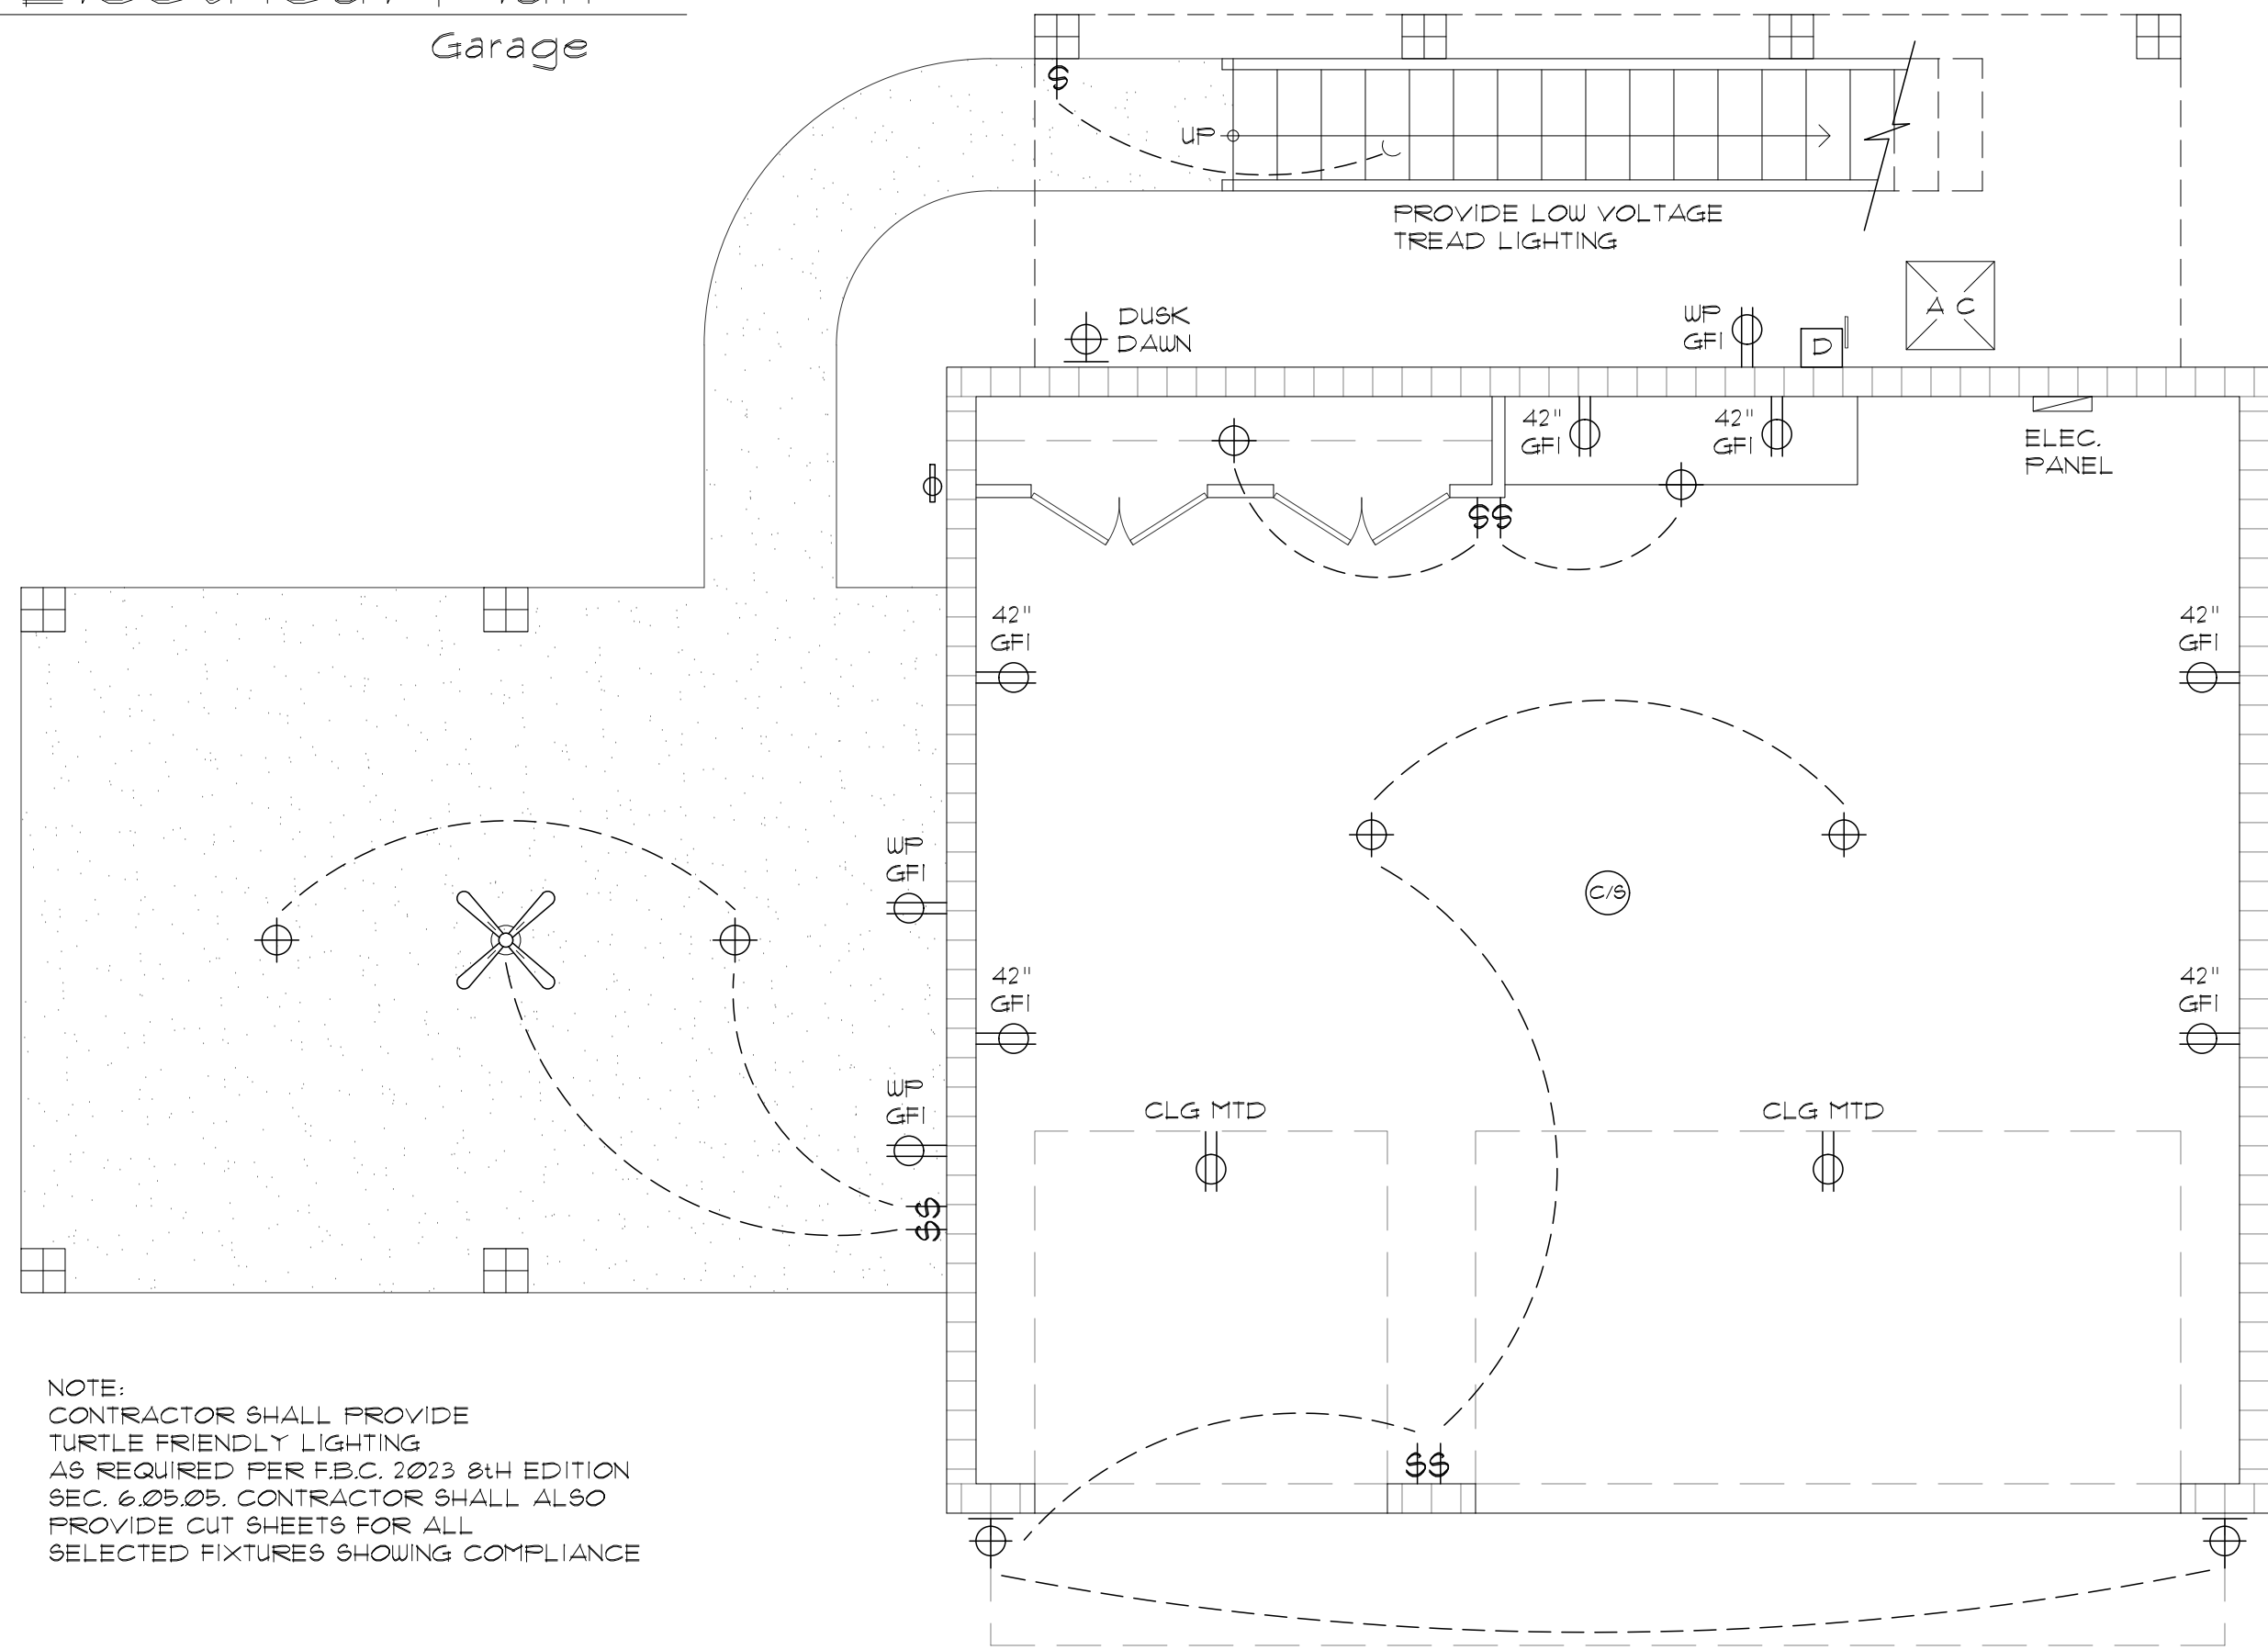 Garage
$
UP
PROVIDE LOW VOLTAGE
TREAD LIGHTING
A C
DUSK
DAWN
WP
GFI
D
42"
GFI
42"
GFI
ELEC.
PANEL
$$
42"
GFI
42"
GFI
WP
GFI
C/S
42"
GFI
42"
GFI
WP
GFI
CLG MTD
CLG MTD
$$
$$
NOTE:
CONTRACTOR SHALL PROVIDE
TURTLE FRIENDLY LIGHTING
AS REQUIRED PER F.B.C. 2023 8tH EDITION
SEC. 6.05.05. CONTRACTOR SHALL ALSO
PROVIDE CUT SHEETS FOR ALL
SELECTED FIXTURES SHOWING COMPLIANCE